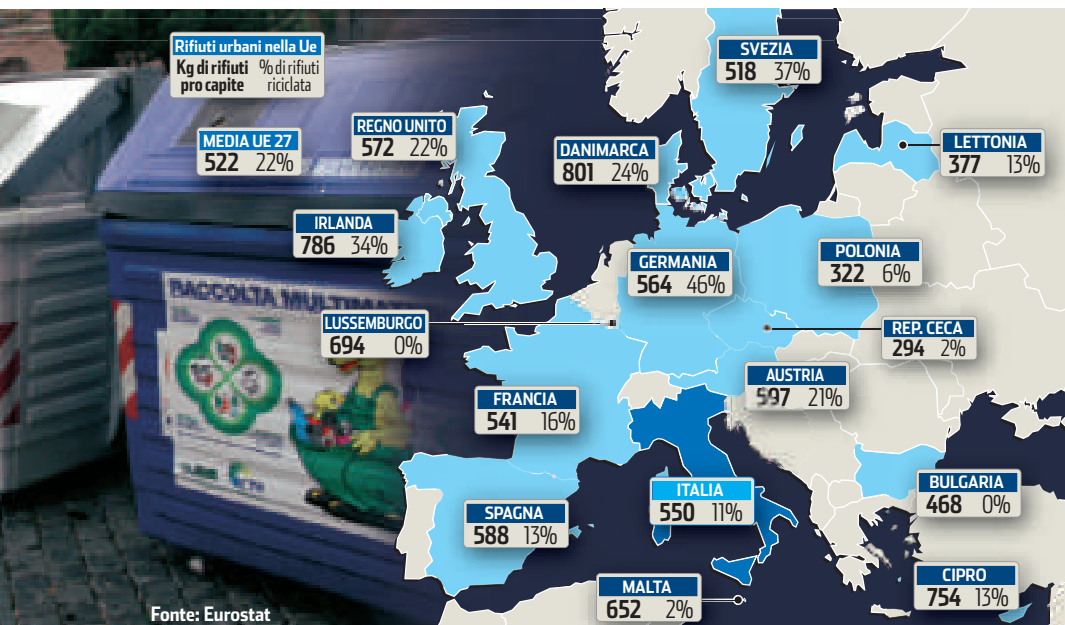 Rifiuti urbani nella Ue
Kg di rifiuti pro capite
% di rifiuti riciclata
MEDIA UE 27
522 22%
REGNO UNITO
572 22%
IRLANDA
786 34%
LUSSEMBURGO
694 0%
FRANCIA
541 16%
SPAGNA
588 13%
SVEZIA
518 37%
DANIMARCA
801 24%
GERMANIA
564 46%
LETTONIA
377 13%
POLONIA
322 6%
REP. CECA
294 2%
AUSTRIA
597 21%
ITALIA
550 11%
BULGARIA
468 0%
MALTA
652 2%
CIPRO
754 13%
RACCOLTA
Fonte: Eurostat